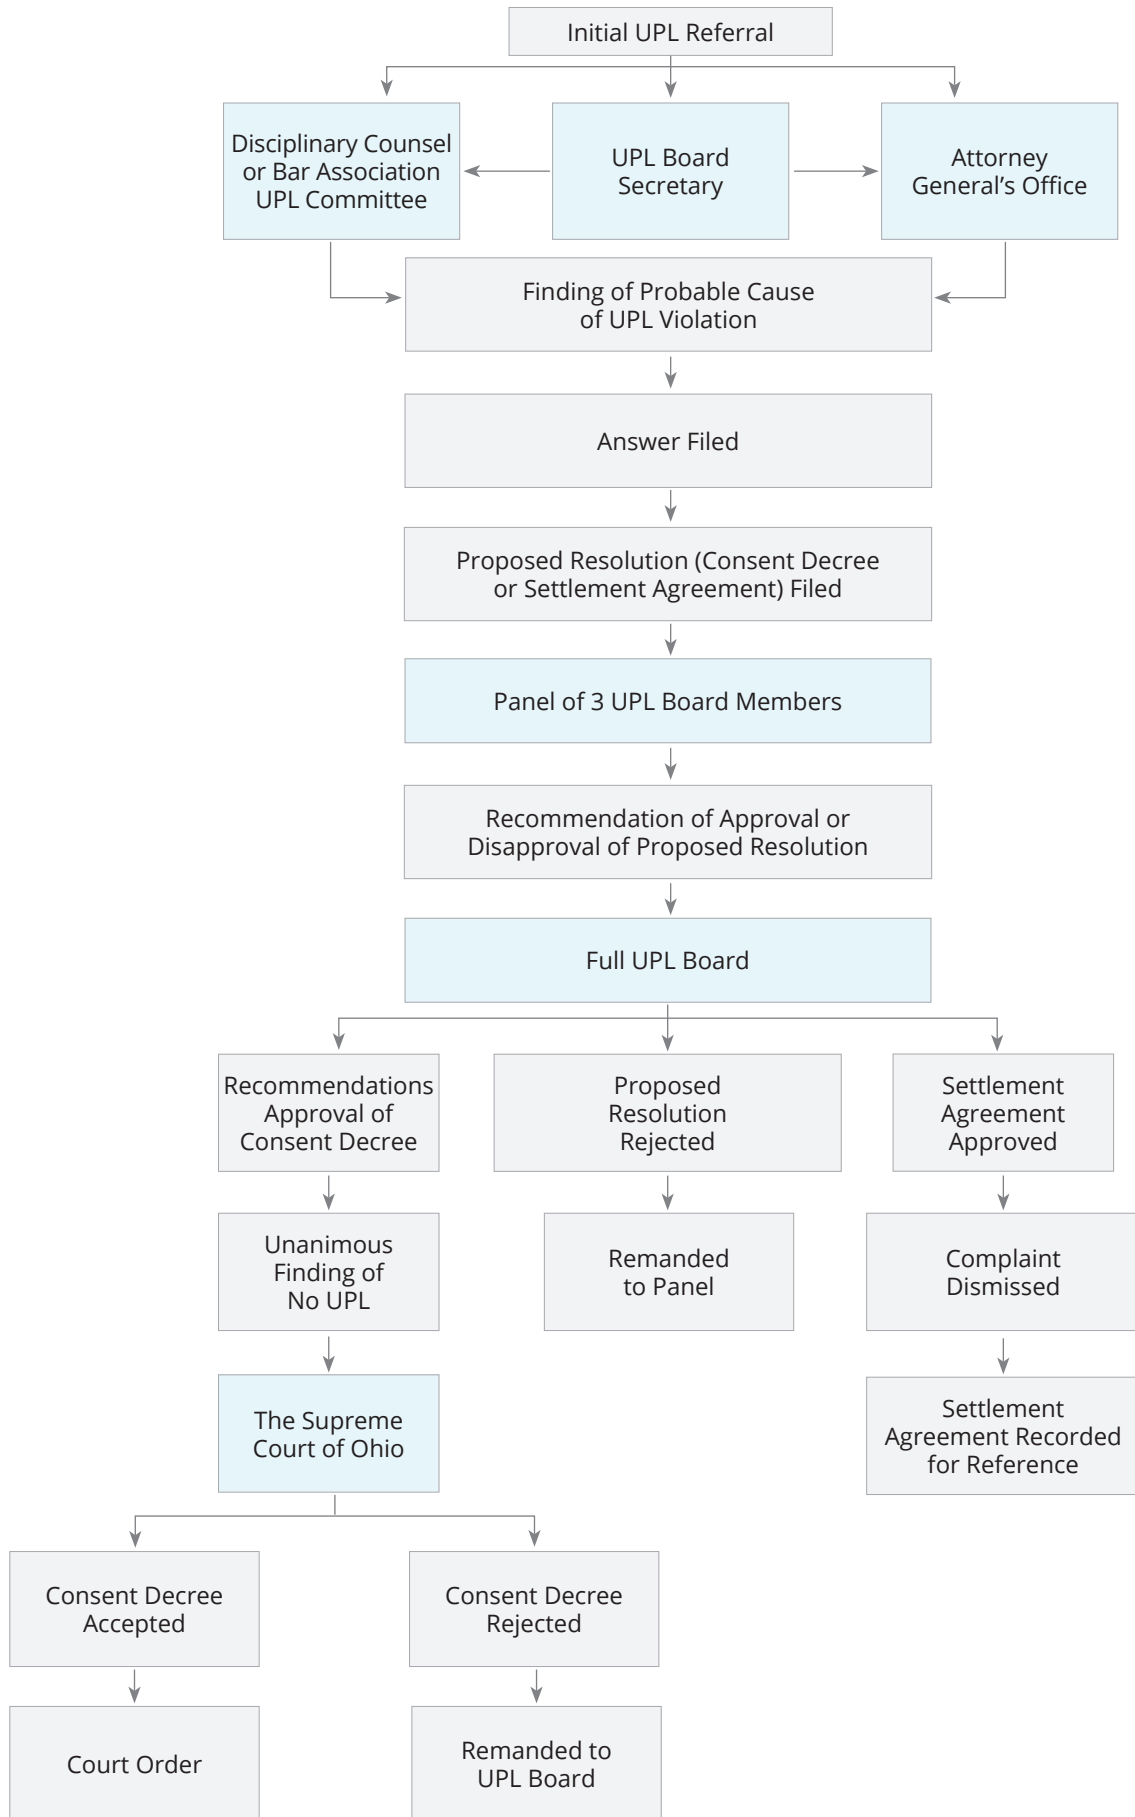 Initial UPL Referral
Disciplinary Counsel
or Bar Association
UPL Committee
UPL Board
Secretary
Attorney
General’s Office
Finding of Probable Cause
of UPL Violation
Answer Filed
Proposed Resolution (Consent Decree
or Settlement Agreement) Filed
Panel of 3 UPL Board Members
Recommendation of Approval or
Disapproval of Proposed Resolution
Full UPL Board
Recommendations
Approval of
Consent Decree
Proposed
Resolution
Rejected
Settlement
Agreement
Approved
Unanimous
Finding of
No UPL
Remanded
to Panel
Complaint
Dismissed
The Supreme
Court of Ohio
Settlement
Agreement Recorded
for Reference
Consent Decree
Accepted
Consent Decree
Rejected
Court Order
Remanded to
UPL Board